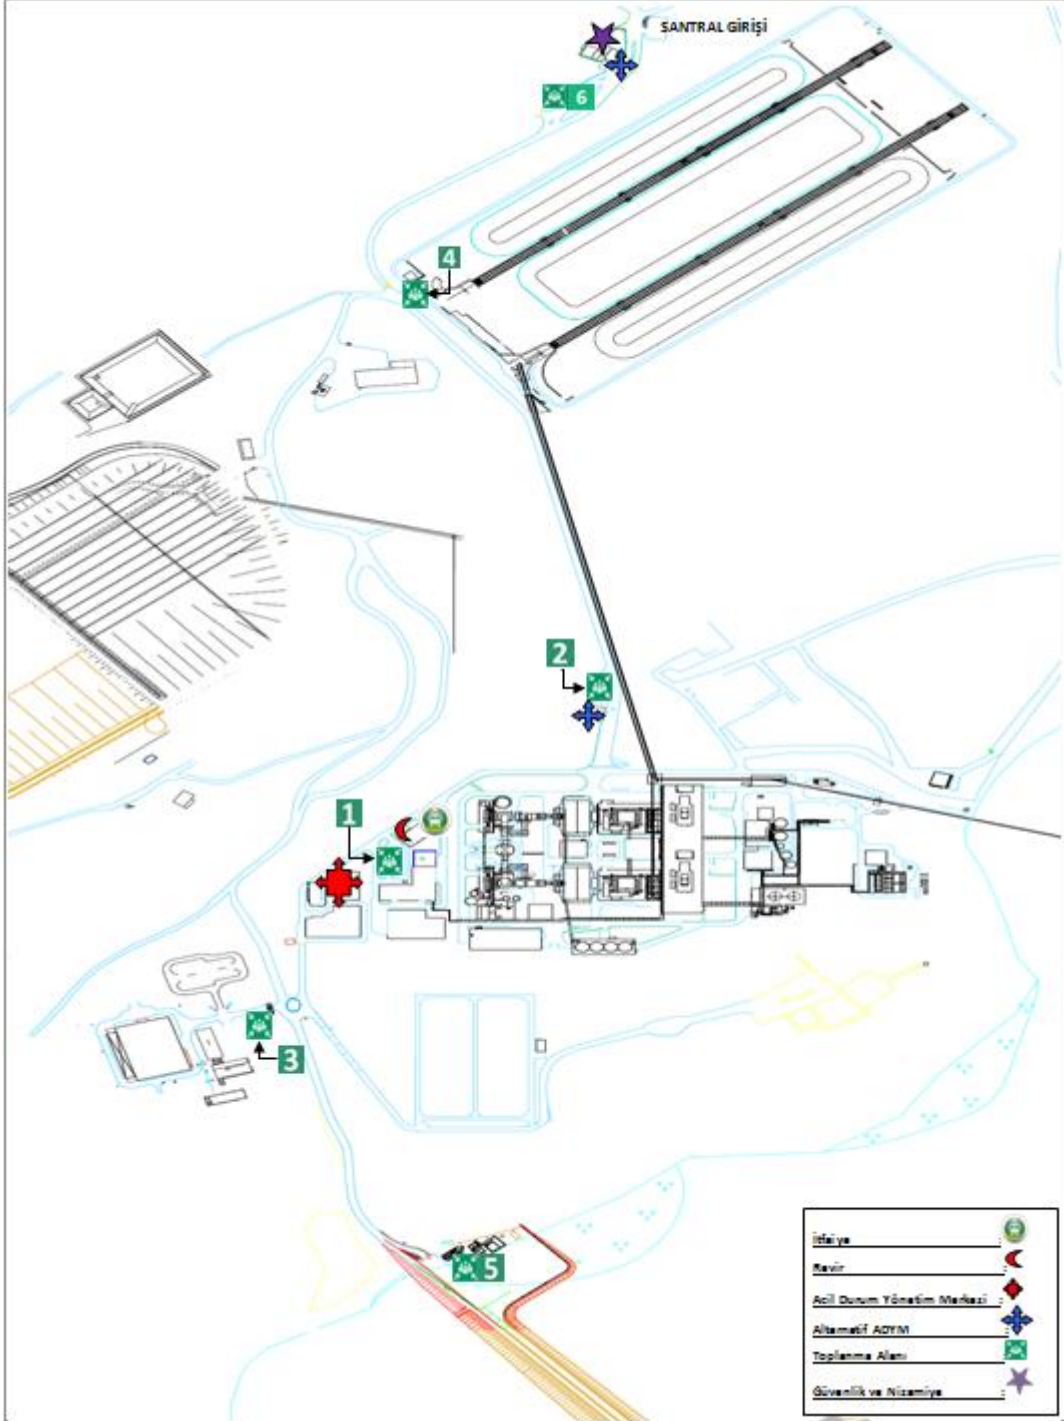 SANTRAL GİRİŞİ
6
4
2
1
3
5
İtfaiye :
Revir :
Acil Durum Yönetim Merkezi :
Alternatif ADYM :
Toplanma Alanı :
Güvenlik ve Nizamiye :